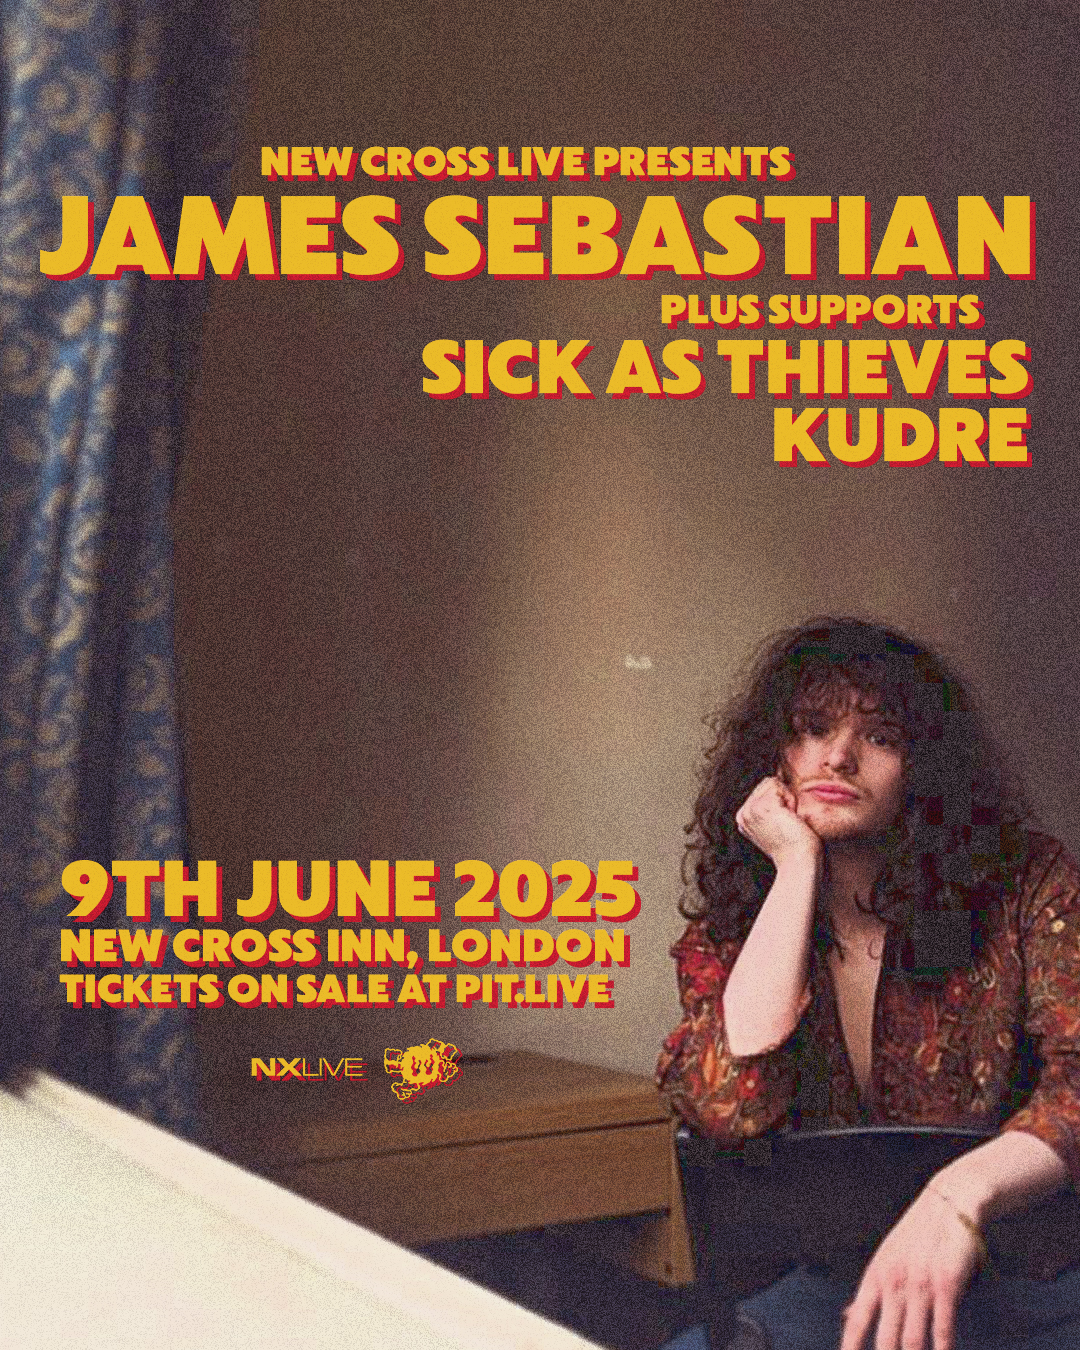 NEW CROSS LIVE PRESENTS
JAMES SEBASTIAN
PLUS SUPPORTS
SICK AS THIEVES
KUDRE
9TH JUNE 2025
NEW CROSS INN, LONDON
TICKETS ON SALE AT PIT.LIVE
NXLIVE